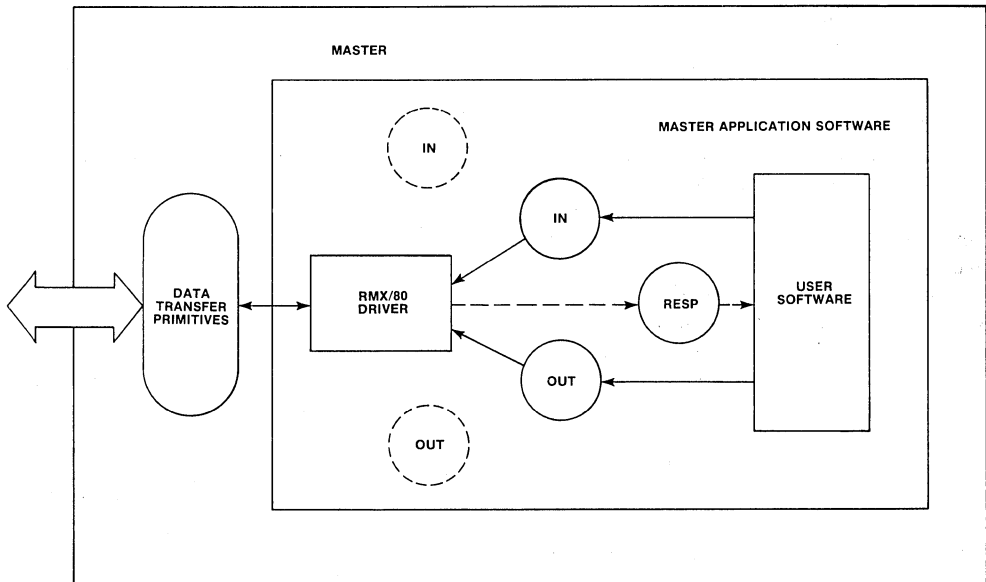 MASTER
MASTER APPLICATION SOFTWARE
IN
IN
DATA
TRANSFER
PRIMITIVES
RMX/80
DRIVER
RESP
USER
SOFTWARE
OUT
OUT